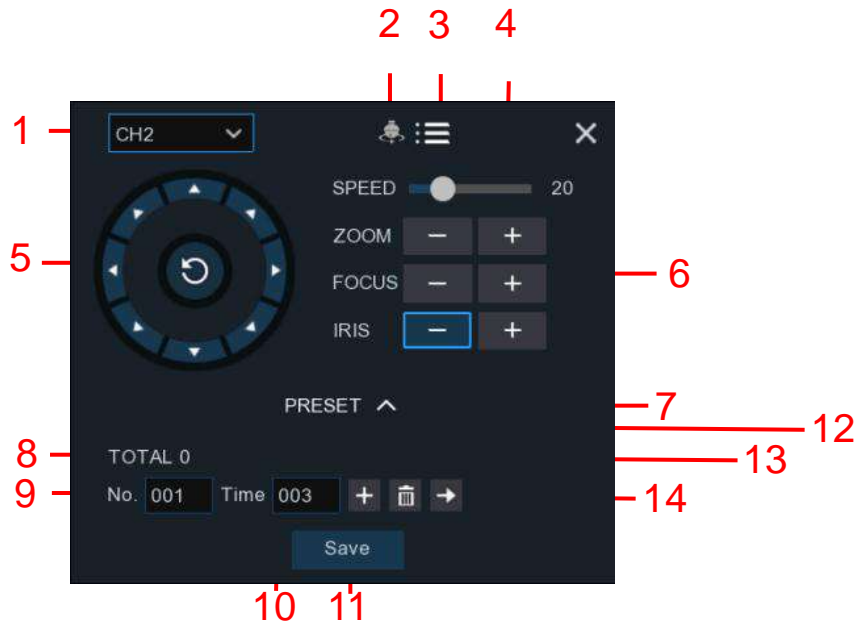 2 3 4
1 CH2
SPEED 20
ZOOM
5 FOCUS 6
IRIS
PRESET 7
12
8 TOTAL 0 13
9 No. 001 Time 003 14
Save
10 11